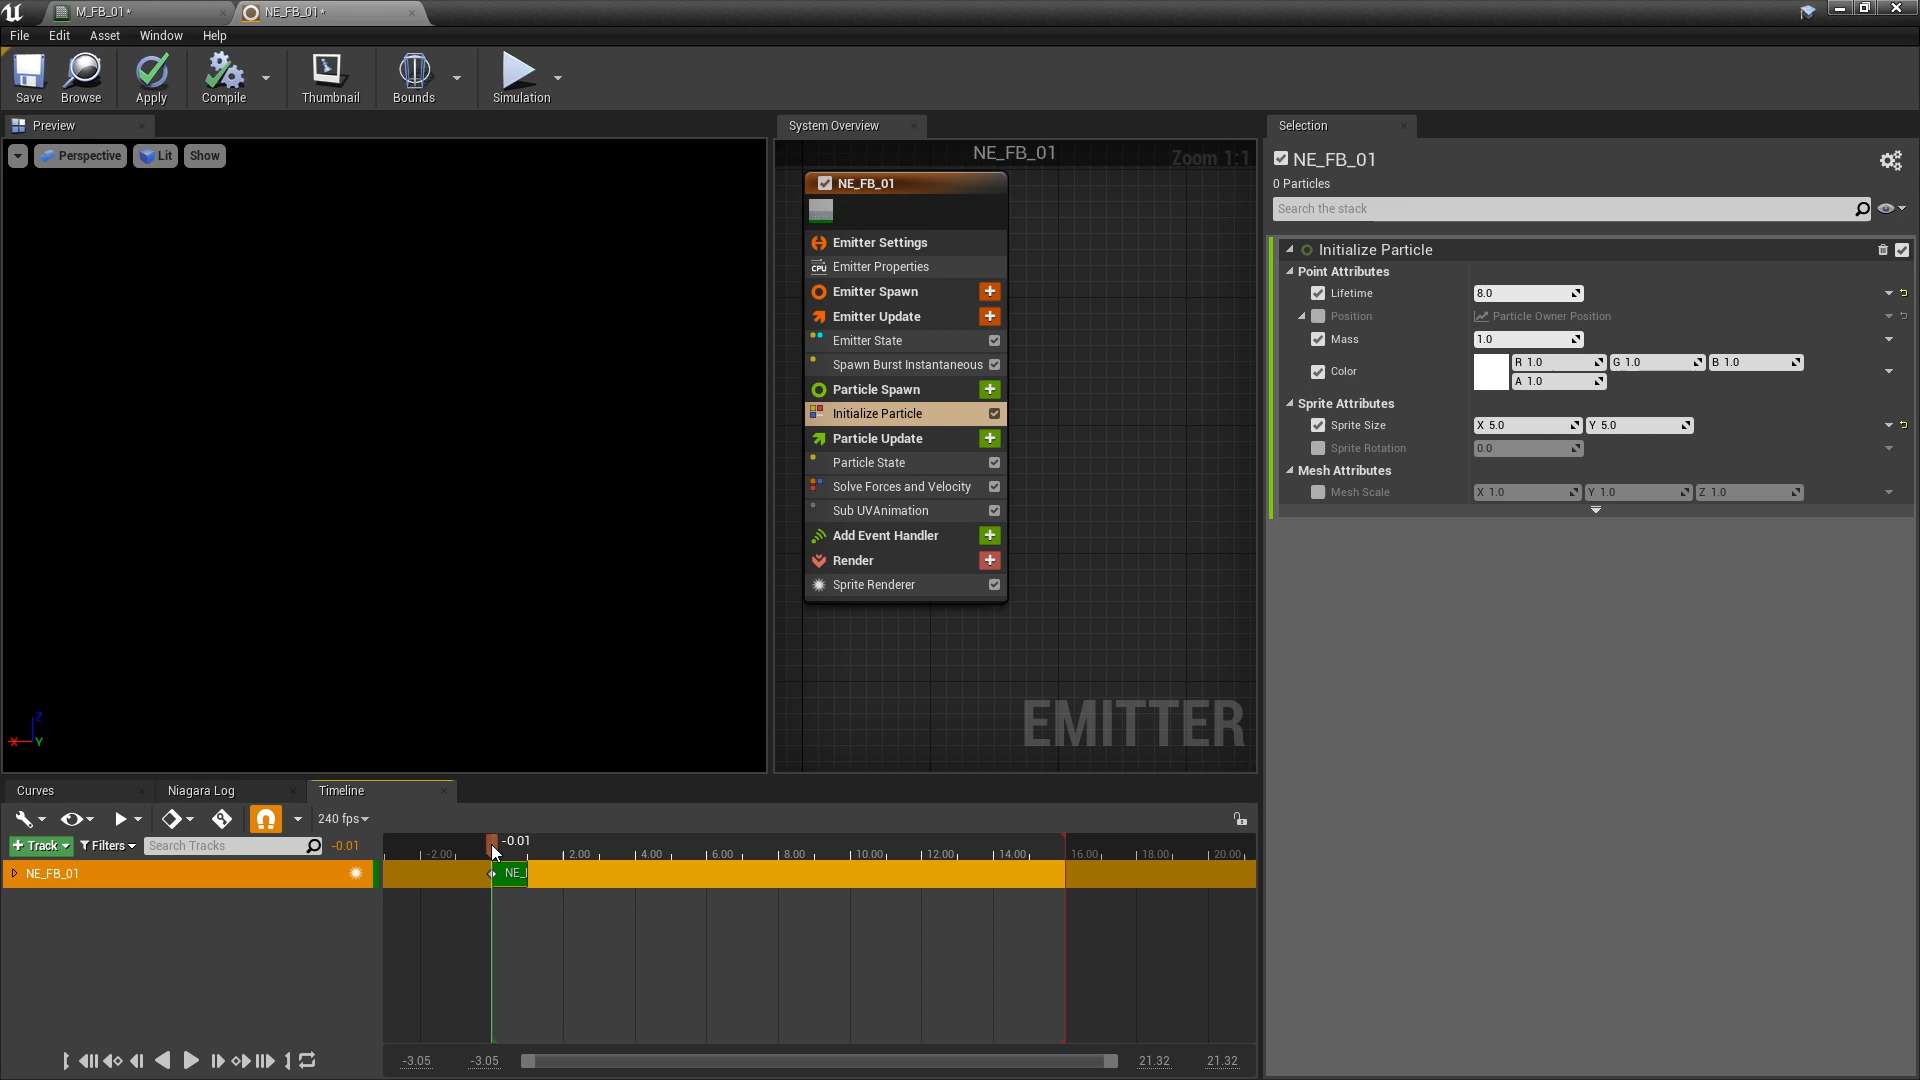 M_FB_01*
NE_FB_01*
File Edit Asset Window Help
Save Browse Apply Compile Thumbnail Bounds Simulation
Preview
Perspective Lit Show
X Z Y
System Overview
NE_FB_01 Zoom 1:1
NE_FB_01
Emitter Settings
CPU Emitter Properties
Emitter Spawn
Emitter Update
Emitter State
Spawn Burst Instantaneous
Particle Spawn
Initialize Particle
Particle Update
Particle State
Solve Forces and Velocity
Sub UVAnimation
Add Event Handler
Render
Sprite Renderer
EMITTER
Selection
NE_FB_01
0 Particles
Search the stack
Initialize Particle
Point Attributes
Lifetime 8.0
Position Particle Owner Position
Mass 1.0
Color R 1.0 G 1.0 B 1.0
A 1.0
Sprite Attributes
Sprite Size X 5.0 Y 5.0
Sprite Rotation 0.0
Mesh Attributes
Mesh Scale X 1.0 Y 1.0 Z 1.0
Curves Niagara Log Timeline
240 fps
+ Track Filters Search Tracks -0.01
-0.01
-2.00 2.00 4.00 6.00 8.00 10.00 12.00 14.00 16.00 18.00 20.00
NE_FB_01
NE_
-3.05 -3.05 21.32 21.32